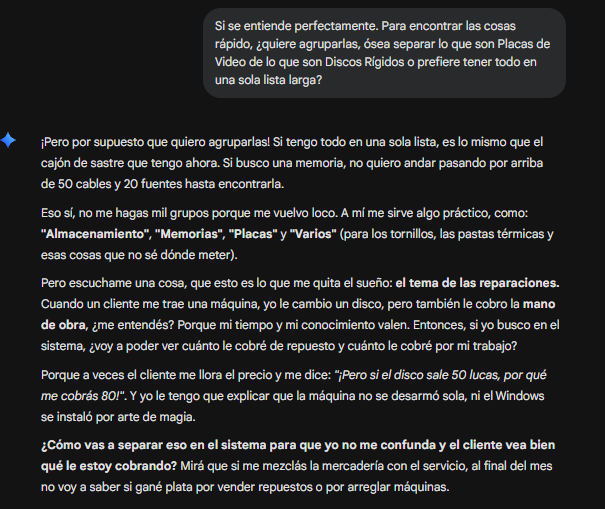 Si se entiende perfectamente. Para encontrar las cosas
rápido, ¿quiere agruparlas, ósea separar lo que son Placas de
Video de lo que son Discos Rígidos o prefiere tener todo en
una sola lista larga?
¡Pero por supuesto que quiero agruparlas! Si tengo todo en una sola lista, es lo mismo que el
cajón de sastre que tengo ahora. Si busco una memoria, no quiero andar pasando por arriba
de 50 cables y 20 fuentes hasta encontrarla.
Eso sí, no me hagas mil grupos porque me vuelvo loco. A mí me sirve algo práctico, como:
"Almacenamiento", "Memorias", "Placas" y "Varios" (para los tornillos, las pastas térmicas y
esas cosas que no sé dónde meter).
Pero escuchame una cosa, que esto es lo que me quita el sueño: el tema de las reparaciones.
Cuando un cliente me trae una máquina, yo le cambio un disco, pero también le cobro la mano
de obra, ¿me entendés? Porque mi tiempo y mi conocimiento valen. Entonces, si yo busco en el
sistema, ¿voy a poder ver cuánto le cobré de repuesto y cuánto le cobré por mi trabajo?
Porque a veces el cliente me llora el precio y me dice: "¡Pero si el disco sale 50 lucas, por qué
me cobrás 80!". Y yo le tengo que explicar que la máquina no se desarmó sola, ni el Windows
se instaló por arte de magia.
¿Cómo vas a separar eso en el sistema para que yo no me confunda y el cliente vea bien
qué le estoy cobrando? Mirá que si me mezclás la mercadería con el servicio, al final del mes
no voy a saber si gané plata por vender repuestos o por arreglar máquinas.